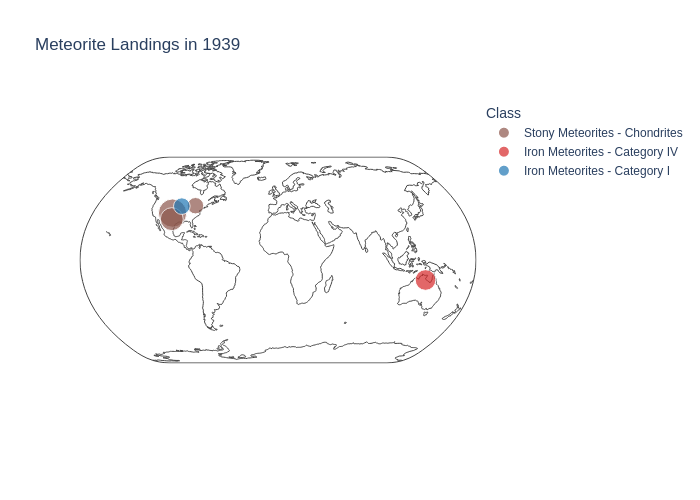 Meteorite Landings in 1939
Class
Stony Meteorites - Chondrites
Iron Meteorites - Category IV
Iron Meteorites - Category I